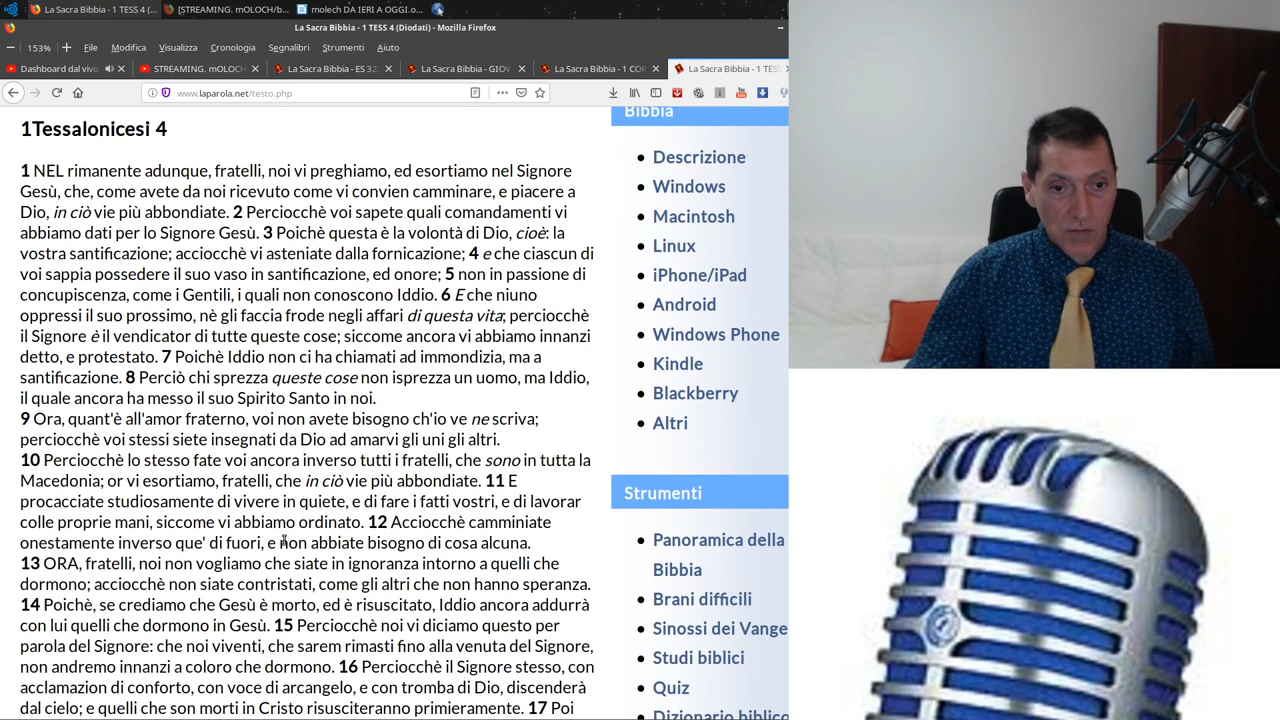 La Sacra Bibbia - 1 TESS 4 (...
[STREAMING. mOLOCH/b...
molech DA IERI A OGGI.o...
La Sacra Bibbia - 1 TESS 4 (Diodati) - Mozilla Firefox
153%
File Modifica Visualizza Cronologia Segnalibri Strumenti Aiuto
Dashboard dal vivo
STREAMING. mOLOCH
La Sacra Bibbia - ES 32
La Sacra Bibbia - GIOV
La Sacra Bibbia - 1 COR
La Sacra Bibbia - 1 TESS
www.laparola.net/testo.php
1Tessalonicesi 4
1 NEL rimanente adunque, fratelli, noi vi preghiamo, ed esortiamo nel Signore
Gesù, che, come avete da noi ricevuto come vi convien camminare, e piacere a
Dio, in ciò vie più abbondiate. 2 Perciocchè voi sapete quali comandamenti vi
abbiamo dati per lo Signore Gesù. 3 Poichè questa è la volontà di Dio, cioè: la
vostra santificazione; acciocchè vi asteniate dalla fornicazione; 4 e che ciascun di
voi sappia possedere il suo vaso in santificazione, ed onore; 5 non in passione di
concupiscenza, come i Gentili, i quali non conoscono Iddio. 6 E che niuno
oppressi il suo prossimo, nè gli faccia frode negli affari di questa vita; perciocchè
il Signore è il vendicator di tutte queste cose; siccome ancora vi abbiamo innanzi
detto, e protestato. 7 Poichè Iddio non ci ha chiamati ad immondizia, ma a
santificazione. 8 Perciò chi sprezza queste cose non isprezza un uomo, ma Iddio,
il quale ancora ha messo il suo Spirito Santo in noi.
9 Ora, quant'è all'amor fraterno, voi non avete bisogno ch'io ve ne scriva;
perciocchè voi stessi siete insegnati da Dio ad amarvi gli uni gli altri.
10 Perciocchè lo stesso fate voi ancora inverso tutti i fratelli, che sono in tutta la
Macedonia; or vi esortiamo, fratelli, che in ciò vie più abbondiate. 11 E
procacciate studiosamente di vivere in quiete, e di fare i fatti vostri, e di lavorar
colle proprie mani, siccome vi abbiamo ordinato. 12 Acciocchè camminiate
onestamente inverso que' di fuori, e non abbiate bisogno di cosa alcuna.
13 ORA, fratelli, noi non vogliamo che siate in ignoranza intorno a quelli che
dormono; acciocchè non siate contristati, come gli altri che non hanno speranza.
14 Poichè, se crediamo che Gesù è morto, ed è risuscitato, Iddio ancora addurrà
con lui quelli che dormono in Gesù. 15 Perciocchè noi vi diciamo questo per
parola del Signore: che noi viventi, che sarem rimasti fino alla venuta del Signore,
non andremo innanzi a coloro che dormono. 16 Perciocchè il Signore stesso, con
acclamazion di conforto, con voce di arcangelo, e con tromba di Dio, discenderà
dal cielo; e quelli che son morti in Cristo risusciteranno primieramente. 17 Poi
Bibbia
Descrizione
Windows
Macintosh
Linux
iPhone/iPad
Android
Windows Phone
Kindle
Blackberry
Altri
Strumenti
Panoramica della
Bibbia
Brani difficili
Sinossi dei Vange
Studi biblici
Quiz
Dizionario biblico